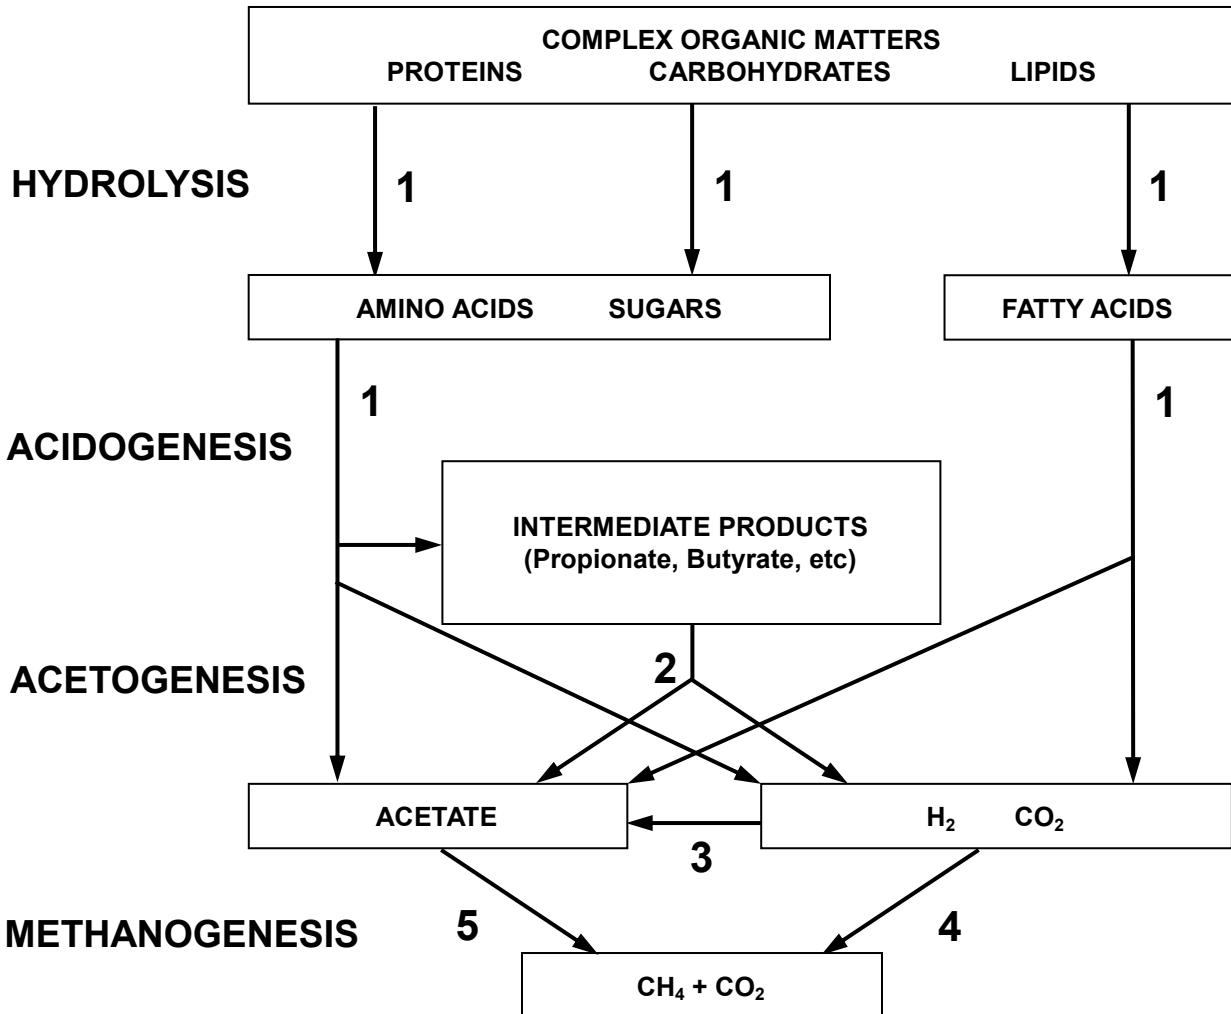 COMPLEX ORGANIC MATTERS
PROTEINS CARBOHYDRATES LIPIDS
HYDROLYSIS 1 1 1
AMINO ACIDS SUGARS FATTY ACIDS
1 1
ACIDOGENESIS
INTERMEDIATE PRODUCTS
(Propionate, Butyrate, etc)
2
ACETOGENESIS
ACETATE H₂ CO₂
3
METHANOGENESIS 5 4
CH₄ + CO₂